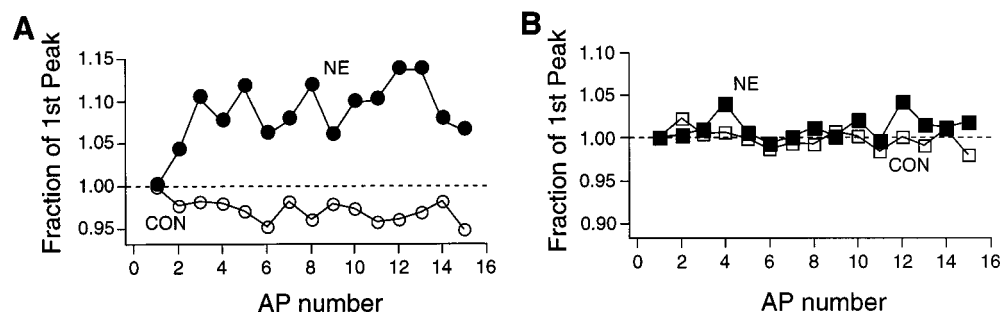 A
Fraction of 1st Peak
1.15
1.10
1.05
1.00
0.95
NE
CON
0 2 4 6 8 10 12 14 16
AP number
B
Fraction of 1st Peak
1.10
1.05
1.00
0.95
0.90
NE
CON
0 2 4 6 8 10 12 14 16
AP number